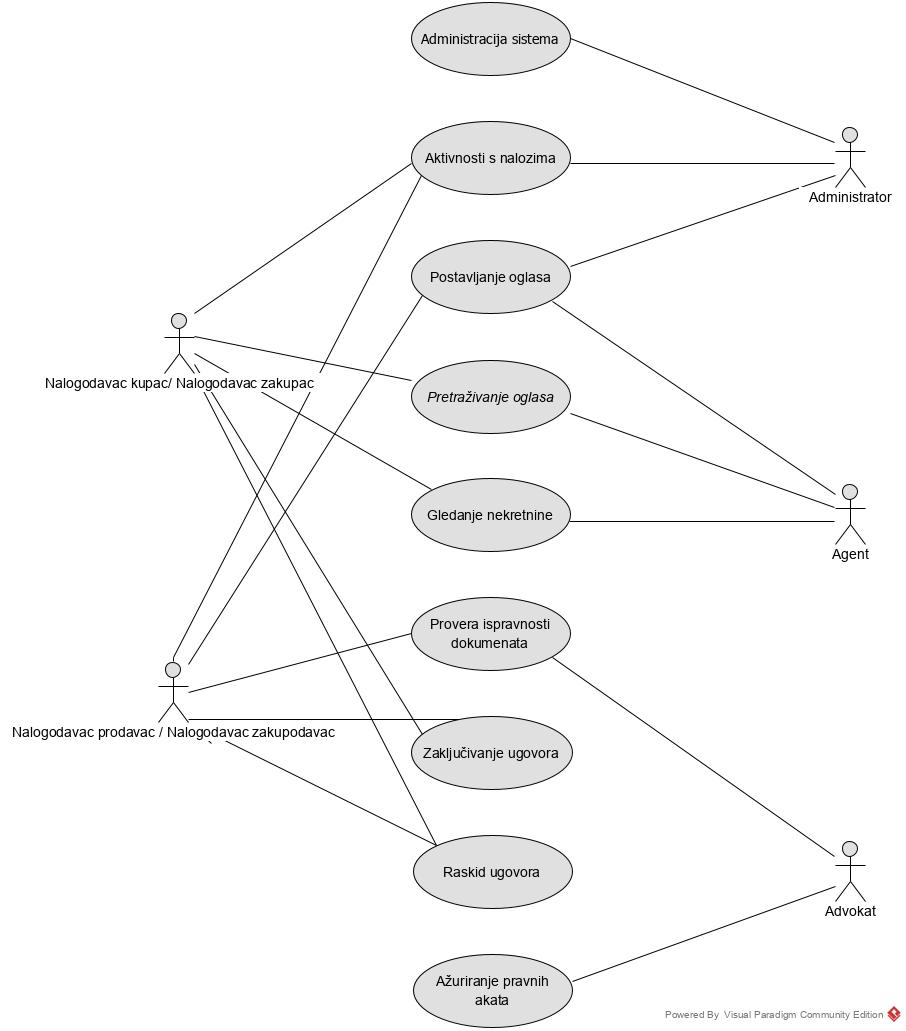 Administracija sistema
Aktivnosti s nalozima
Administrator
Postavljanje oglasa
Nalogodavac kupac/ Nalogodavac zakupac
Pretraživanje oglasa
Gledanje nekretnine
Agent
Provera ispravnosti
dokumenata
Nalogodavac prodavac / Nalogodavac zakupodavac
Zaključivanje ugovora
Raskid ugovora
Advokat
Ažuriranje pravnih
akata
Powered By Visual Paradigm Community Edition